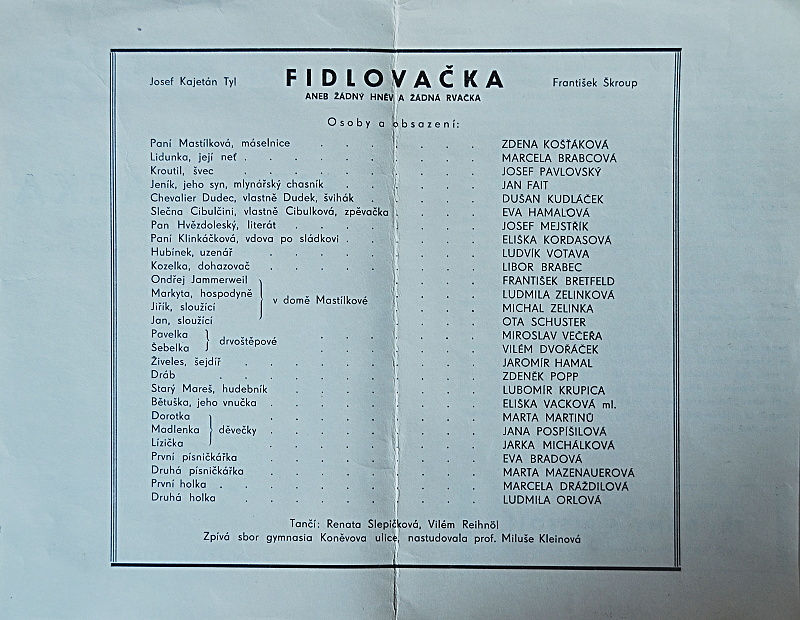 Josef Kajetán Tyl FIDLOVAČKA František Škroup
ANEB ŽÁDNÝ HNĚV A ŽÁDNÁ RVAČKA
Osoby a obsazení:
Paní Mastílková, máselnice . . . . . . . ZDENA KOŠŤÁKOVÁ
Lidunka, její neť . . . . . . . . . . MARCELA BRABCOVÁ
Kroutil, švec . . . . . . . . . . JOSEF PAVLOVSKÝ
Jeník, jeho syn, mlynářský chasník . . . . . . JAN FAIT
Chevalier Dudec, vlastně Dudek, švihák . . . . . DUŠAN KUDLÁČEK
Slečna Cibulčini, vlastně Cibulková, zpěvačka . . . . EVA HAMALOVÁ
Pan Hvězdoleský, literát . . . . . . . . JOSEF MEJSTŘÍK
Paní Klinkáčková, vdova po sládkovi . . . . . . ELIŠKA KORDASOVÁ
Hubínek, uzenář . . . . . . . . . LUDVÍK VOTAVA
Kozelka, dohazovač . . . . . . . . . LIBOR BRABEC
Ondřej Jammerweil . . . . FRANTIŠEK BRETFELD
Markyta, hospodyně . . . . LUDMILA ZELINKOVÁ
v domě Mastílkové
Jiřík, sloužící . . . . MICHAL ZELINKA
Jan, sloužící . . . . OTA SCHUSTER
Pavelka . . . . . . . MIROSLAV VEČEŘA
drvoštěpové
Šebelka . . . . . . . VILÉM DVOŘÁČEK
Živeles, šejdíř . . . . . . . . . . JAROMÍR HAMAL
Dráb . . . . . . . . . . ZDENĚK POPP
Starý Mareš, hudebník . . . . . . . . LUBOMÍR KRUPICA
Bětuška, jeho vnučka . . . . . . . . . ELIŠKA VACKOVÁ ml.
Dorotka . . . . . . . . MARTA MARTINŮ
Madlenka děvečky . . . . . . . . JANA POSPÍŠILOVÁ
Lízička . . . . . . . . JARKA MICHÁLKOVÁ
První písničkářka . . . . . . . . . EVA BRADOVÁ
Druhá písničkářka . . . . . . . . . MARTA MAZENAUEROVÁ
První holka . . . . . . . . . . . MARCELA DRÁŽDILOVÁ
Druhá holka . . . . . . . . . . LUDMILA ORLOVÁ
Tančí: Renata Slepičková, Vilém Reihnöl
Zpívá sbor gymnasia Koněvova ulice, nastudovala prof. Miluše Kleinová